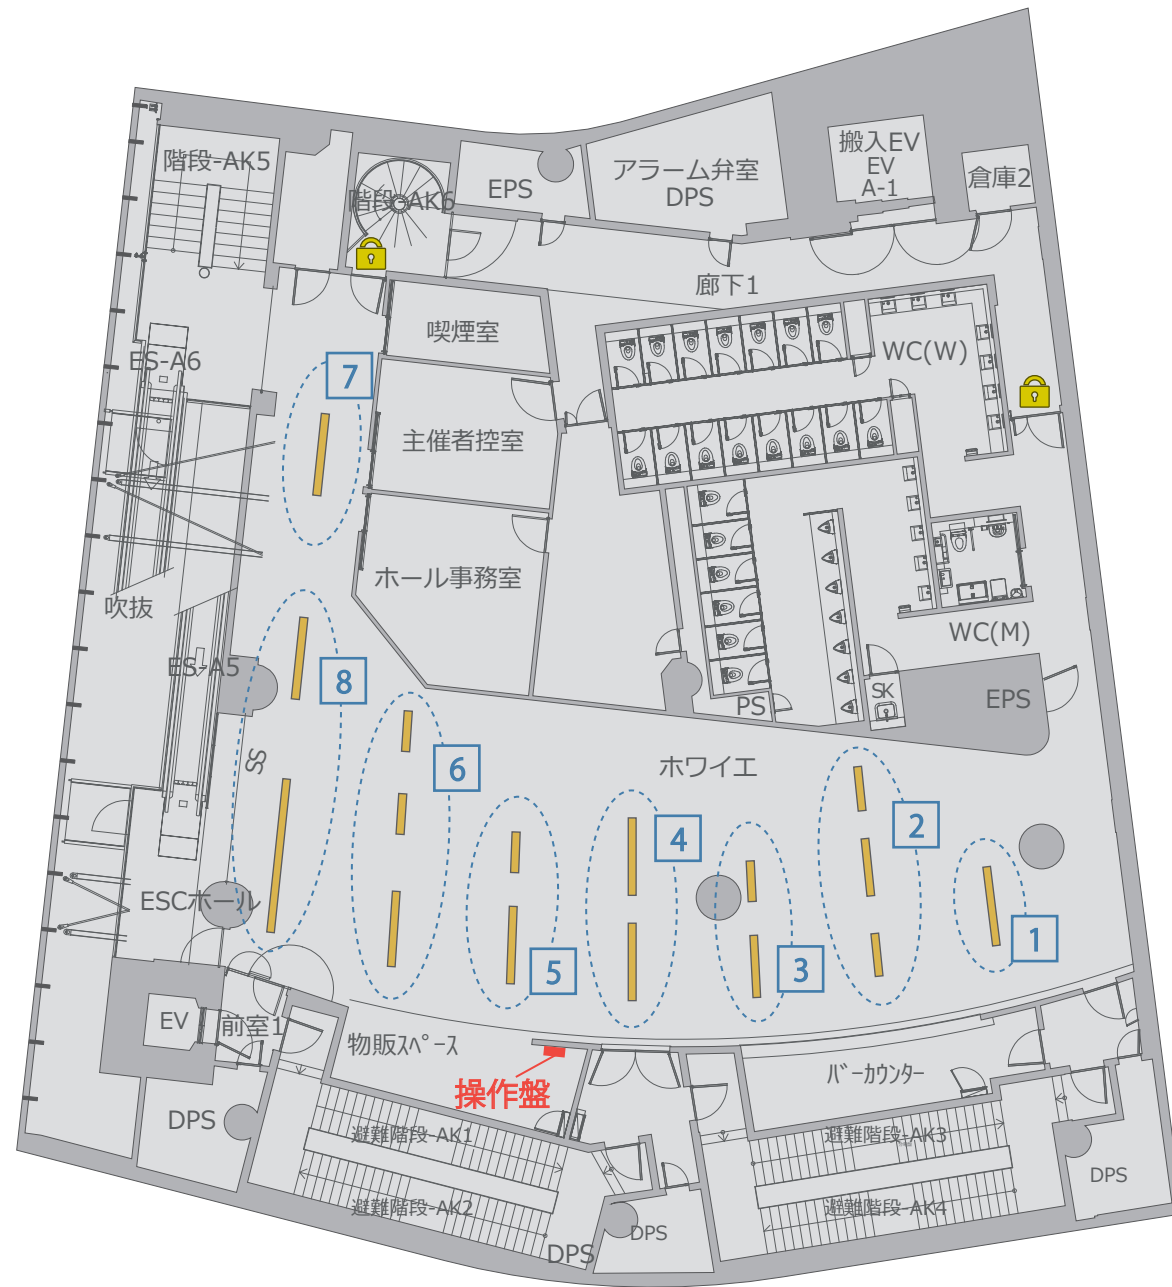 階段-AK5
階段-AK6
EPS
アラーム弁室
DPS
搬入EV
EV
A-1
倉庫2
廊下1
喫煙室
WC(W)
ES-A6
7
主催者控室
ホール事務室
吹抜
WC(M)
ES-A5
8
SK
EPS
PS
SS
6
ホワイエ
4
2
ESCホール
5
3
1
EV
前室1
物販スペース
操作盤
バーカウンター
DPS
避難階段-AK1
避難階段-AK3
避難階段-AK2
避難階段-AK4
DPS
DPS
DPS